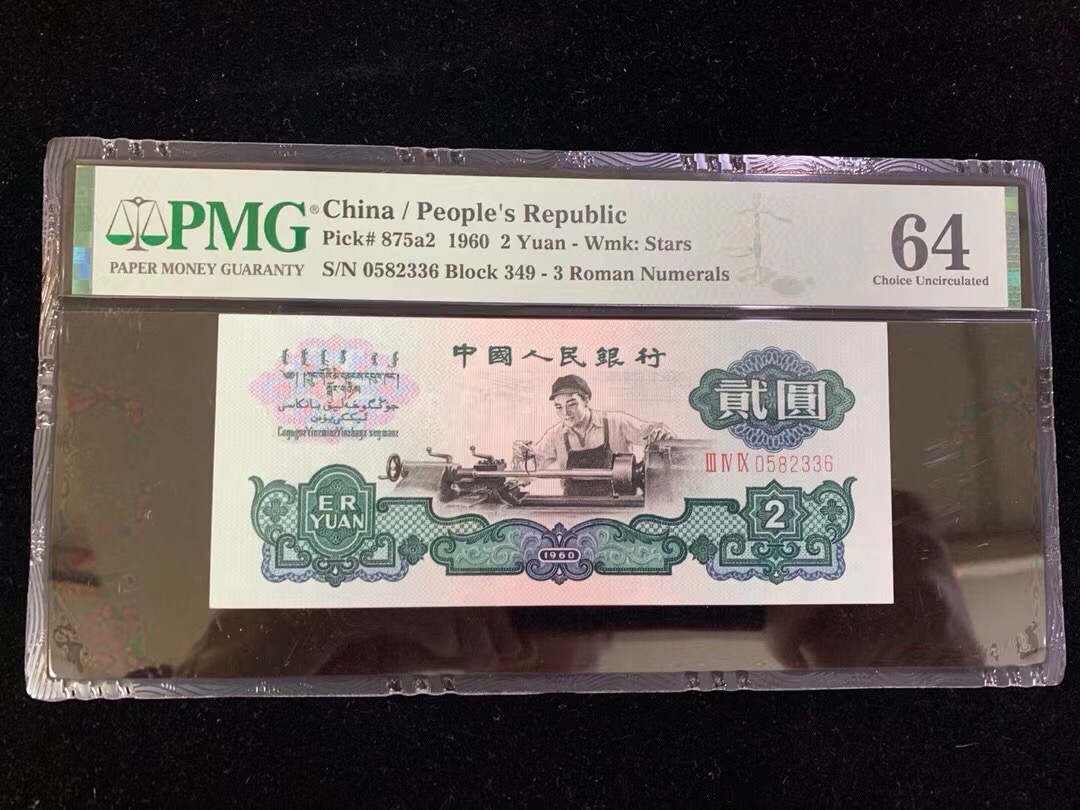 PMG®
PAPER MONEY GUARANTY
China / People's Republic
Pick# 875a2 1960 2 Yuan - Wmk: Stars
S/N 0582336 Block 349 - 3 Roman Numerals
64
Choice Uncirculated
中國人民銀行
貳圓
III IV IX 0582336
ER
YUAN
1960
2